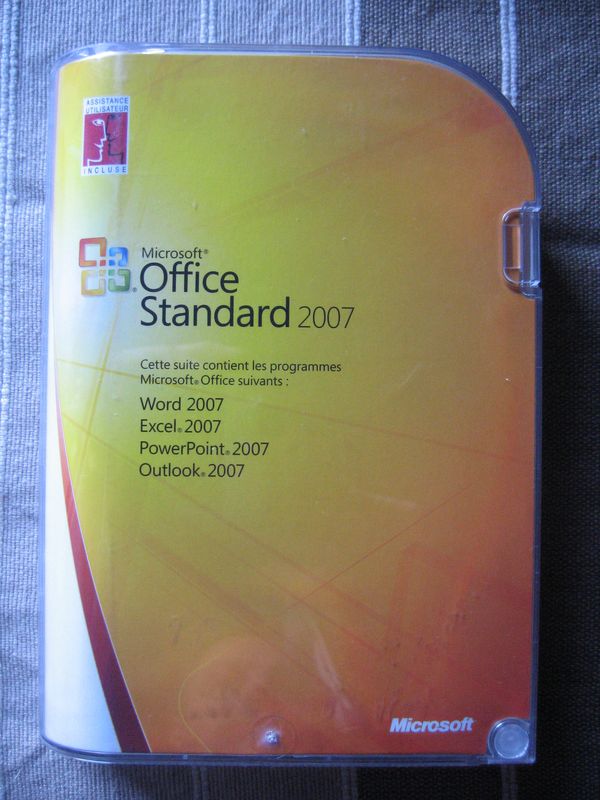 ASSISTANCE
UTILISATEUR
INCLUSE
Microsoft®
Office
Standard 2007
Cette suite contient les programmes
Microsoft® Office suivants :
Word 2007
Excel® 2007
PowerPoint® 2007
Outlook® 2007
Microsoft